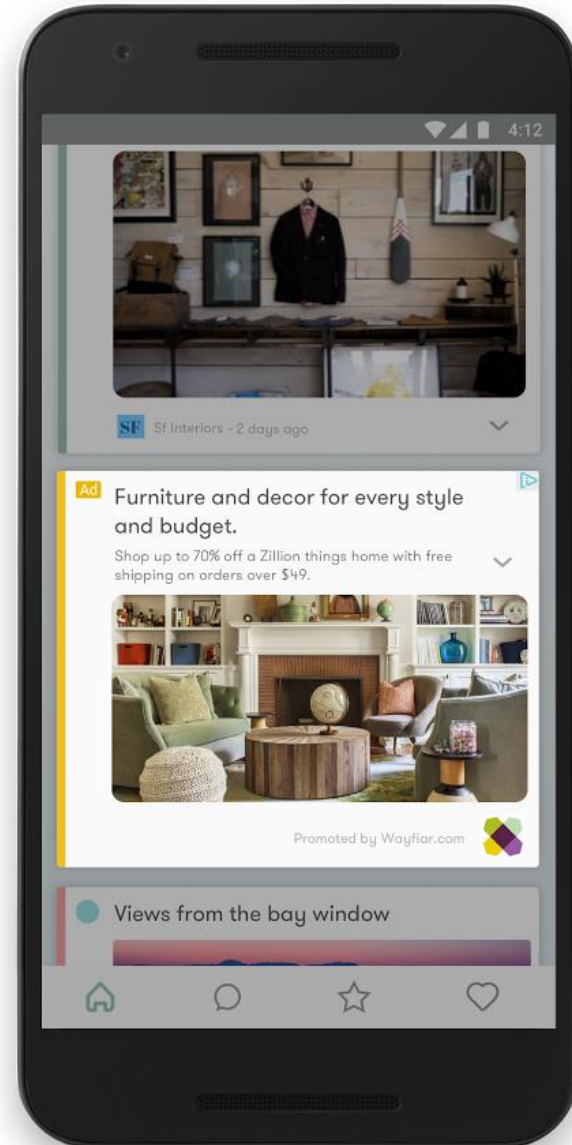 4:12
SF Sf Interiors - 2 days ago
Ad
Furniture and decor for every style
and budget.
Shop up to 70% off a Zillion things home with free
shipping on orders over $49.
Promoted by Wayfiar.com
Views from the bay window